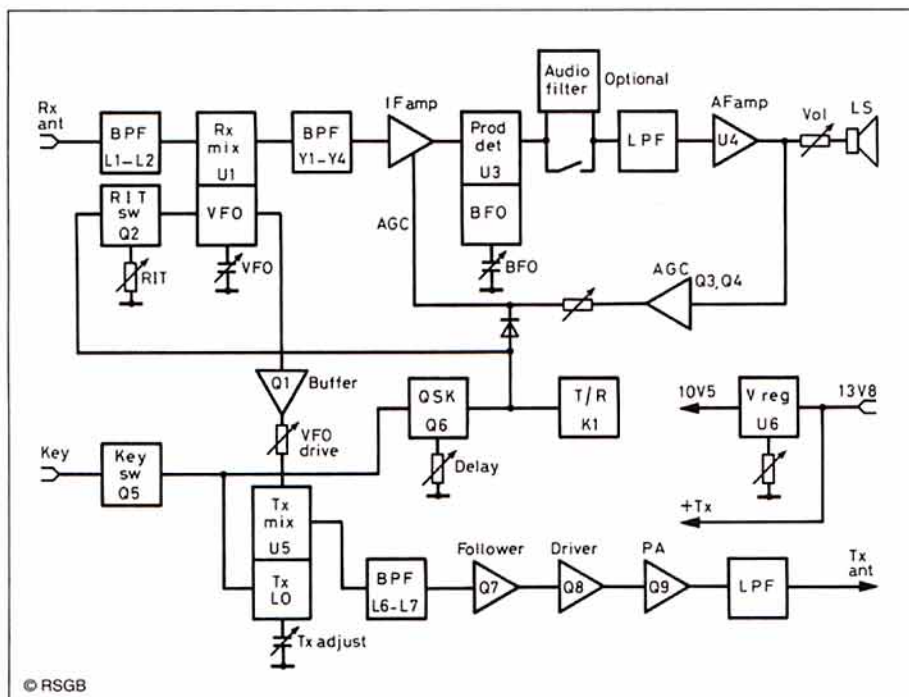 Rx
ant
BPF
L1-L2
Rx
mix
U1
VFO
VFO
RIT
sw
Q2
RIT
BPF
Y1-Y4
IF amp
AGC
Prod
det
U3
BFO
BFO
Audio
filter
Optional
LPF
AF amp
U4
Vol
LS
AGC
Q3,Q4
Q1
Buffer
VFO
drive
QSK
Q6
Delay
T/R
K1
10V5
V reg
U6
13V8
+Tx
Key
Key
sw
Q5
Tx
mix
U5
Tx
LO
Tx adjust
BPF
L6-L7
Follower
Q7
Driver
Q8
PA
Q9
LPF
Tx
ant
© RSGB